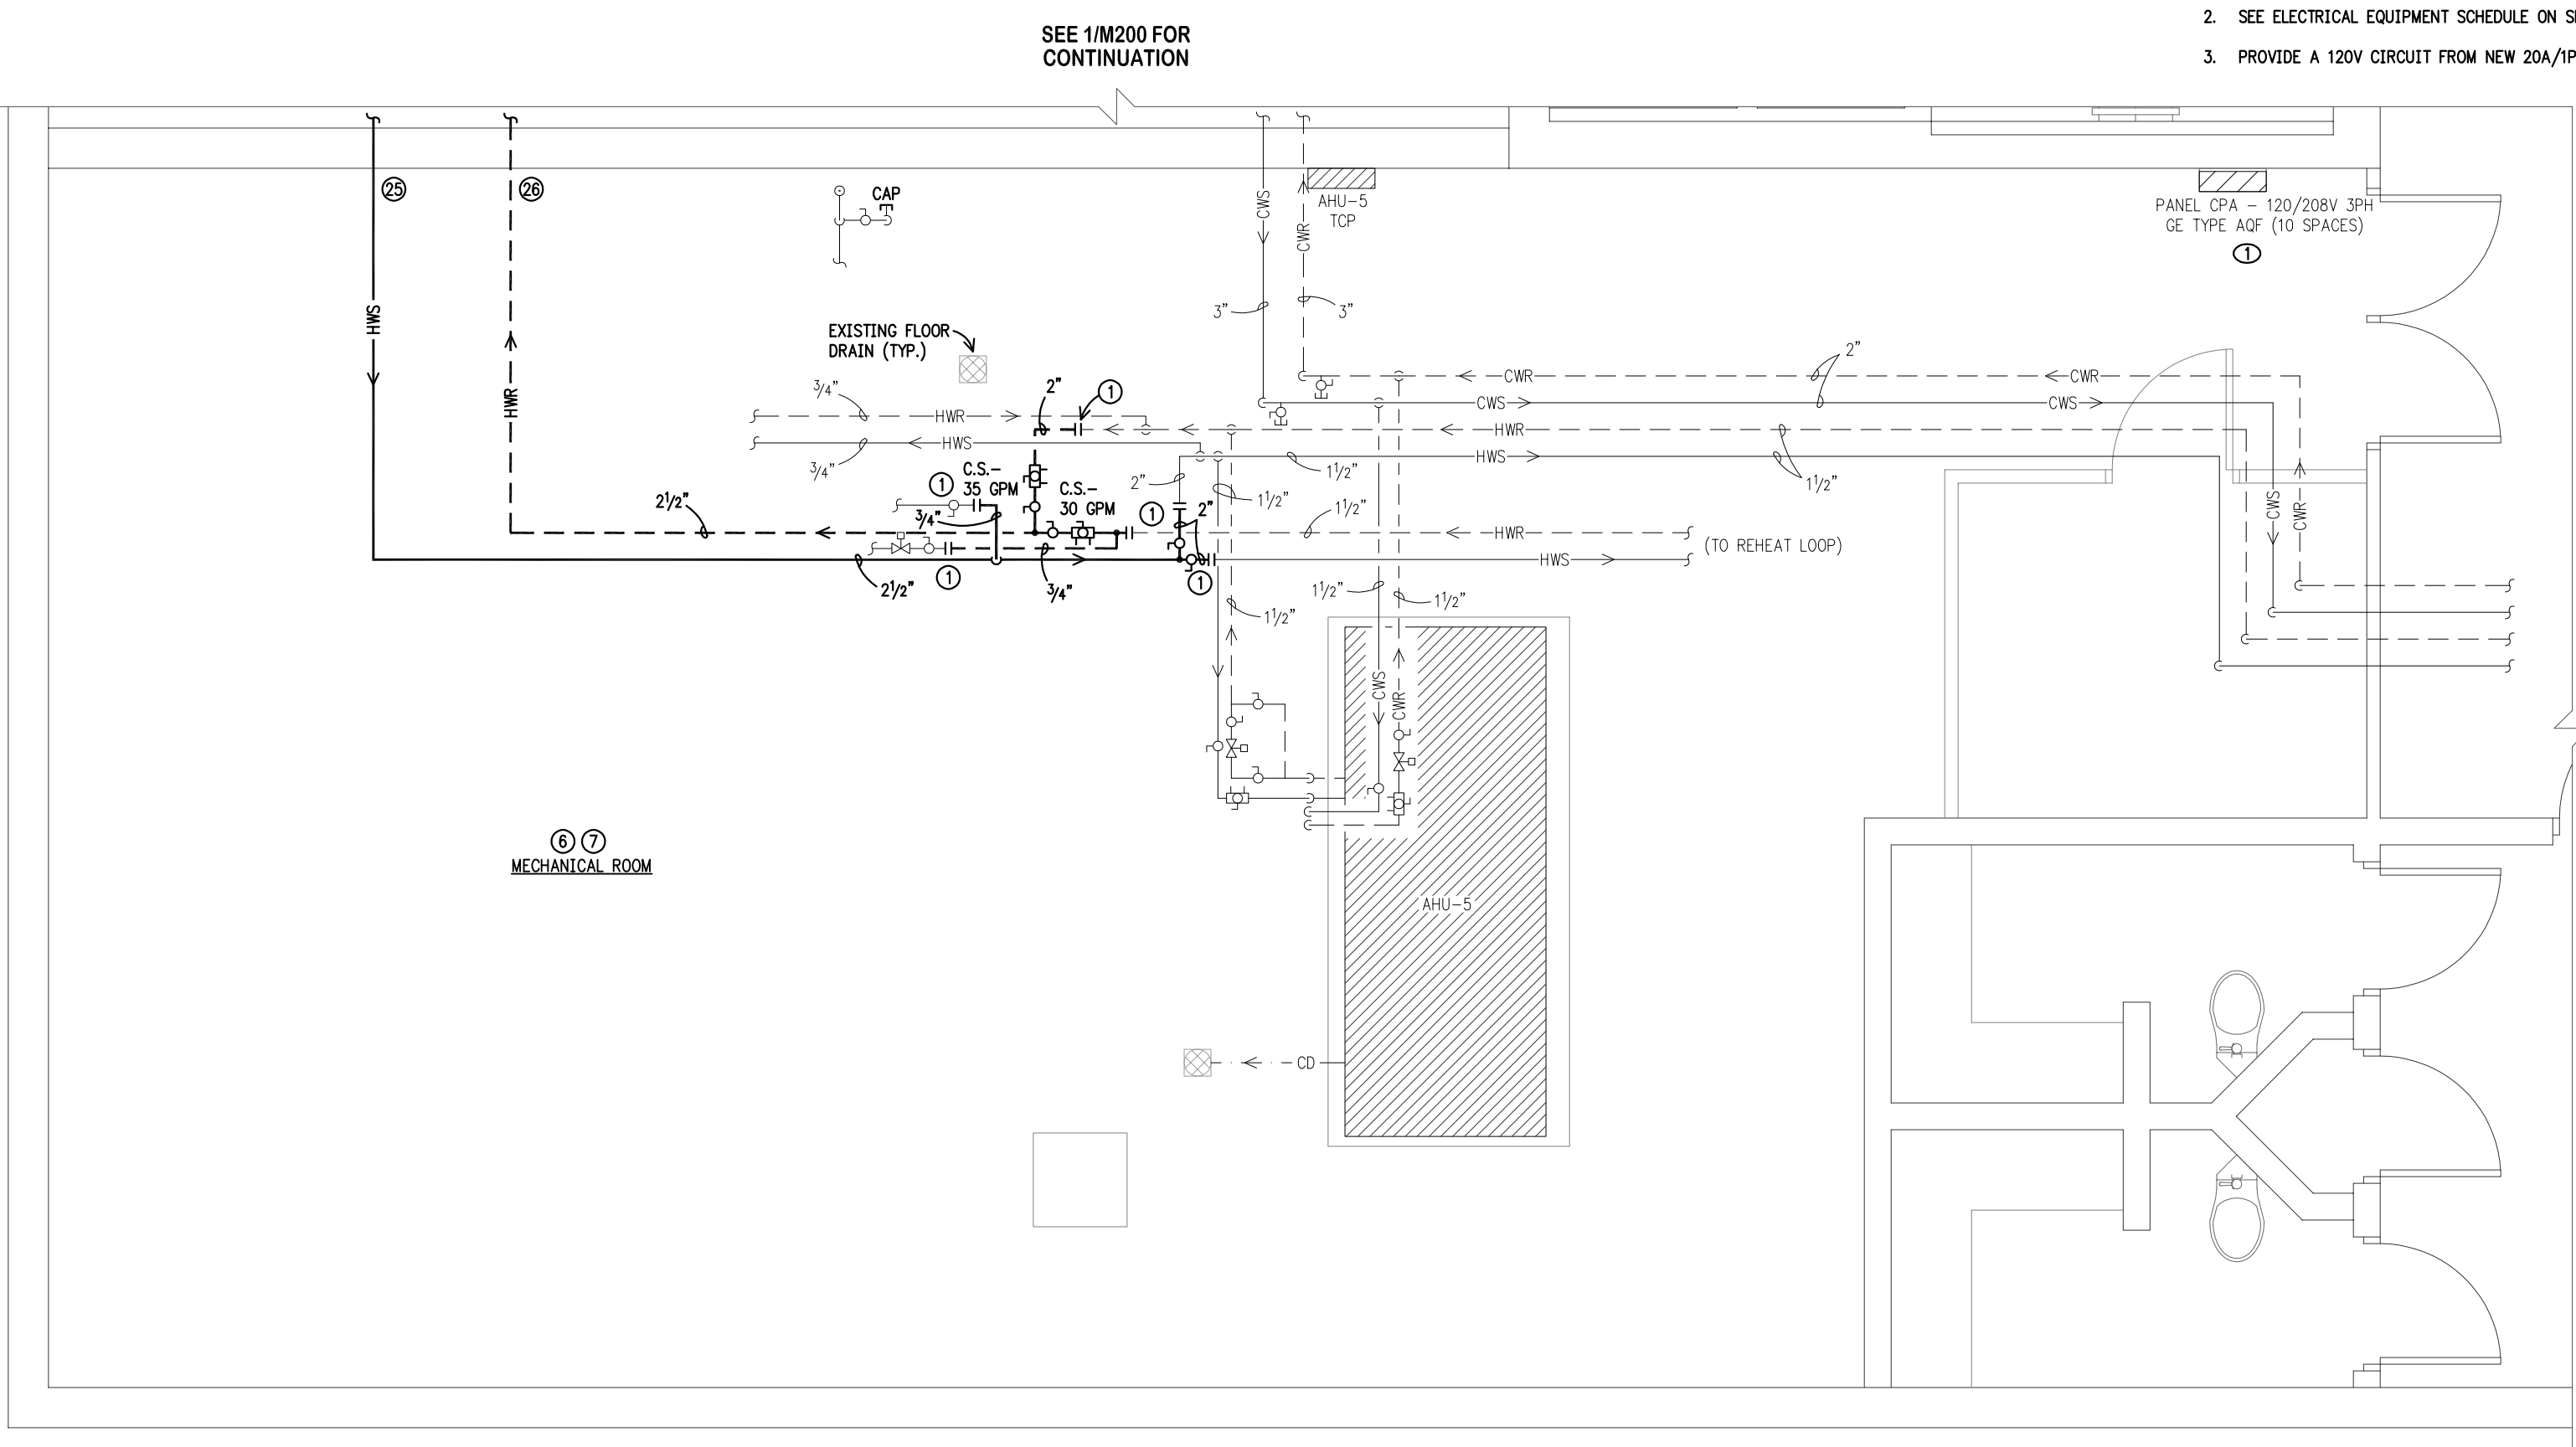 2. SEE ELECTRICAL EQUIPMENT SCHEDULE ON
3. PROVIDE A 120V CIRCUIT FROM NEW 20A/1P
SEE 1/M200 FOR
CONTINUATION
25
26
CAP
HWS
HWR
CWS
CWR
AHU-5
TCP
PANEL CPA - 120/208V 3PH
GE TYPE AQF (10 SPACES)
1
3"
3"
EXISTING FLOOR
DRAIN (TYP.)
2"
CWR
CWR
CWS
CWS
3/4"
HWR
2"
1
HWR
HWS
3/4"
HWS
1 1/2"
1 1/2"
C.S.-
35 GPM
1
C.S.-
30 GPM
2"
1 1/2"
1 1/2"
2 1/2"
3/4"
1
2"
HWR
CWS
CWR
(TO REHEAT LOOP)
HWS
1
2 1/2"
3/4"
1
1 1/2"
1 1/2"
1 1/2"
CWS
CWR
6 7
MECHANICAL ROOM
AHU-5
CD